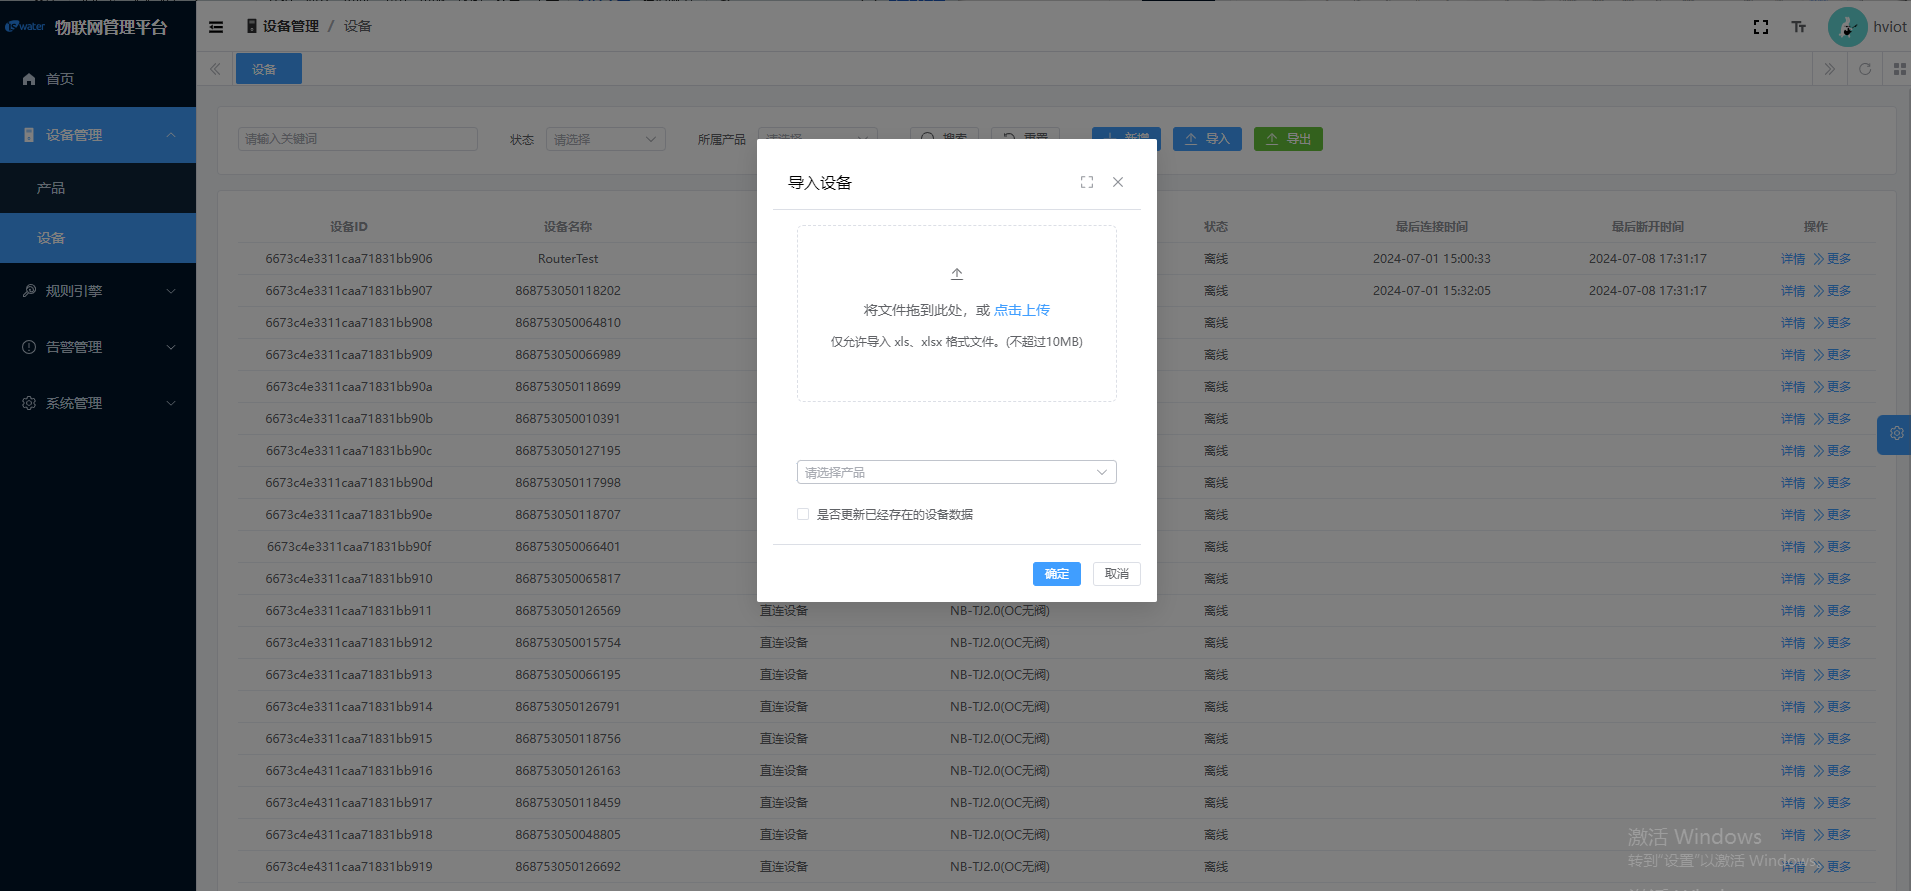 water 物联网管理平台
设备管理 / 设备
hviot
首页
设备管理
产品
设备
规则引擎
告警管理
系统管理
设备
请输入关键词
状态 请选择
所属产品 请选择
搜索 重置 新增 导入 导出
导入设备
将文件拖到此处，或 点击上传
仅允许导入 xls、xlsx 格式文件。(不超过10MB)
请选择产品
是否更新已经存在的设备数据
确定 取消
设备ID 设备名称 状态 最后连接时间 最后断开时间 操作
6673c4e3311caa71831bb906 RouterTest 离线 2024-07-01 15:00:33 2024-07-08 17:31:17 详情 更多
6673c4e3311caa71831bb907 868753050118202 离线 2024-07-01 15:32:05 2024-07-08 17:31:17 详情 更多
6673c4e3311caa71831bb908 868753050064810 离线 详情 更多
6673c4e3311caa71831bb909 868753050066989 离线 详情 更多
6673c4e3311caa71831bb90a 868753050118699 离线 详情 更多
6673c4e3311caa71831bb90b 868753050010391 离线 详情 更多
6673c4e3311caa71831bb90c 868753050127195 离线 详情 更多
6673c4e3311caa71831bb90d 868753050117998 离线 详情 更多
6673c4e3311caa71831bb90e 868753050118707 离线 详情 更多
6673c4e3311caa71831bb90f 868753050066401 离线 详情 更多
6673c4e3311caa71831bb910 868753050065817 离线 详情 更多
6673c4e3311caa71831bb911 868753050126569 直连设备 NB-TJ2.0(OC无阀) 离线 详情 更多
6673c4e3311caa71831bb912 868753050015754 直连设备 NB-TJ2.0(OC无阀) 离线 详情 更多
6673c4e3311caa71831bb913 868753050066195 直连设备 NB-TJ2.0(OC无阀) 离线 详情 更多
6673c4e3311caa71831bb914 868753050126791 直连设备 NB-TJ2.0(OC无阀) 离线 详情 更多
6673c4e3311caa71831bb915 868753050118756 直连设备 NB-TJ2.0(OC无阀) 离线 详情 更多
6673c4e4311caa71831bb916 868753050126163 直连设备 NB-TJ2.0(OC无阀) 离线 详情 更多
6673c4e4311caa71831bb917 868753050118459 直连设备 NB-TJ2.0(OC无阀) 离线 详情 更多
6673c4e4311caa71831bb918 868753050048805 直连设备 NB-TJ2.0(OC无阀) 离线 详情 更多
6673c4e4311caa71831bb919 868753050126692 直连设备 NB-TJ2.0(OC无阀) 离线 详情 更多
激活 Windows
转到"设置"以激活 Windows。